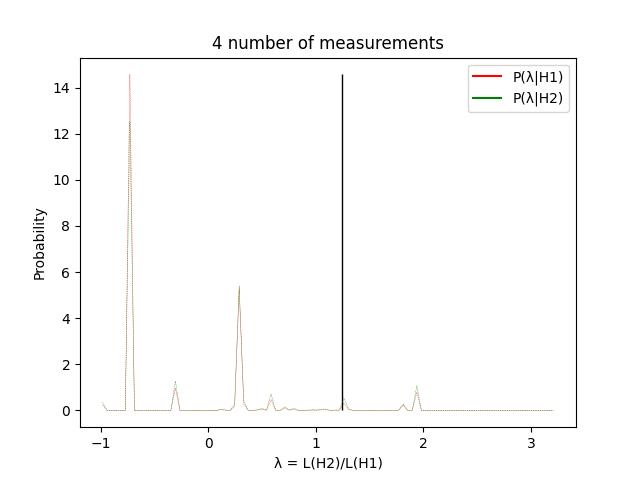 4 number of measurements
P(λ|H1)
P(λ|H2)
14
12
10
8
6
4
2
0
Probability
−1
0
1
2
3
λ = L(H2)/L(H1)